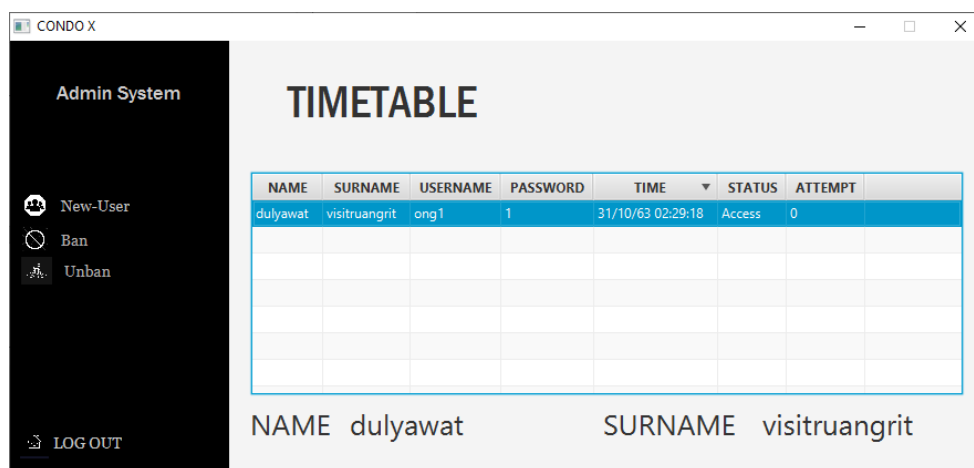 CONDO X
Admin System
TIMETABLE
New-User
Ban
Unban
LOG OUT
NAME SURNAME USERNAME PASSWORD TIME STATUS ATTEMPT
dulyawat visitruangrit ong1 1 31/10/63 02:29:18 Access 0
NAME dulyawat SURNAME visitruangrit